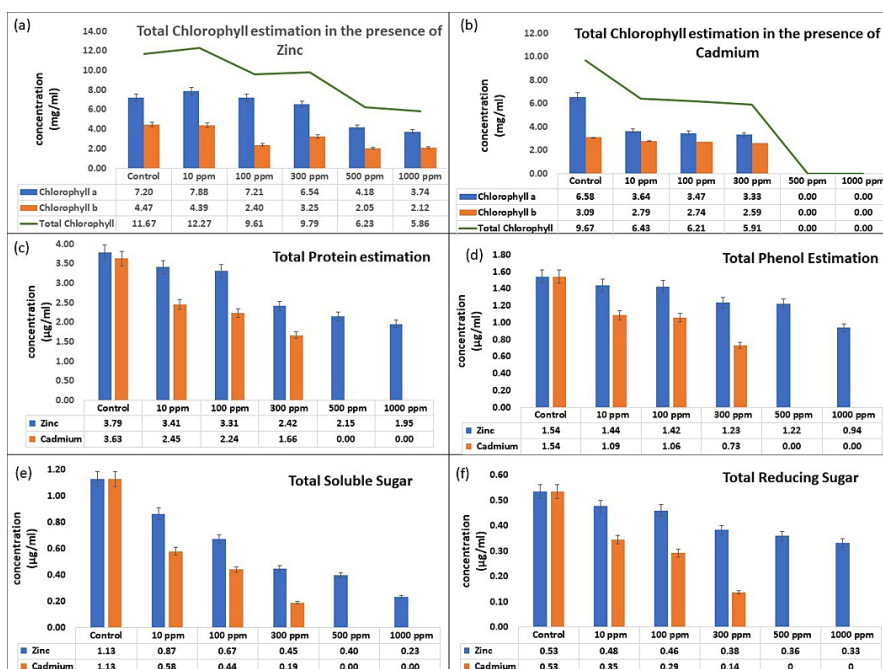 (a)
Total Chlorophyll estimation in the presence of
Zinc
concentration
(mg/ml)
14.00
12.00
10.00
8.00
6.00
4.00
2.00
0.00
Control 10 ppm 100 ppm 300 ppm 500 ppm 1000 ppm
Chlorophyll a 7.20 7.88 7.21 6.54 4.18 3.74
Chlorophyll b 4.47 4.39 2.40 3.25 2.05 2.12
Total Chlorophyll 11.67 12.27 9.61 9.79 6.23 5.86
(b)
Total Chlorophyll estimation in the presence of
Cadmium
concentration
(mg/ml)
12.00
10.00
8.00
6.00
4.00
2.00
0.00
Control 10 ppm 100 ppm 300 ppm 500 ppm 1000 ppm
Chlorophyll a 6.58 3.64 3.47 3.33 0.00 0.00
Chlorophyll b 3.09 2.79 2.74 2.59 0.00 0.00
Total Chlorophyll 9.67 6.43 6.21 5.91 0.00 0.00
(c)
Total Protein estimation
concentration
(µg/ml)
4.00
3.50
3.00
2.50
2.00
1.50
1.00
0.50
0.00
Control 10 ppm 100 ppm 300 ppm 500 ppm 1000 ppm
Zinc 3.79 3.41 3.31 2.42 2.15 1.95
Cadmium 3.63 2.45 2.24 1.66 0.00 0.00
(d)
Total Phenol Estimation
concentration
(µg/ml)
1.80
1.60
1.40
1.20
1.00
0.80
0.60
0.40
0.20
0.00
Control 10 ppm 100 ppm 300 ppm 500 ppm 1000 ppm
Zinc 1.54 1.44 1.42 1.23 1.22 0.94
Cadmium 1.54 1.09 1.06 0.73 0.00 0.00
(e)
Total Soluble Sugar
concentration
(µg/ml)
1.20
1.00
0.80
0.60
0.40
0.20
0.00
Control 10 ppm 100 ppm 300 ppm 500 ppm 1000 ppm
Zinc 1.13 0.87 0.67 0.45 0.40 0.23
Cadmium 1.13 0.58 0.44 0.19 0.00 0.00
(f)
Total Reducing Sugar
concentration
(µg/ml)
0.60
0.50
0.40
0.30
0.20
0.10
0.00
Control 10 ppm 100 ppm 300 ppm 500 ppm 1000 ppm
Zinc 0.53 0.48 0.46 0.38 0.36 0.33
Cadmium 0.53 0.35 0.29 0.14 0 0